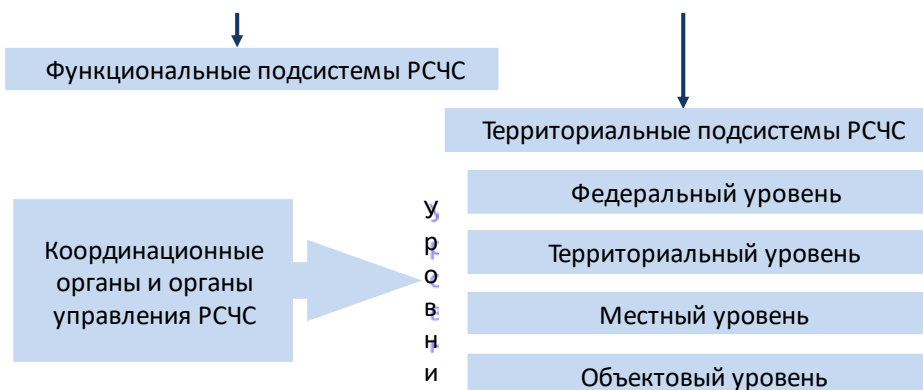 Функциональные подсистемы РСЧС
Территориальные подсистемы РСЧС
Координационные
органы и органы
управления РСЧС
Уровни
Федеральный уровень
Территориальный уровень
Местный уровень
Объектовый уровень